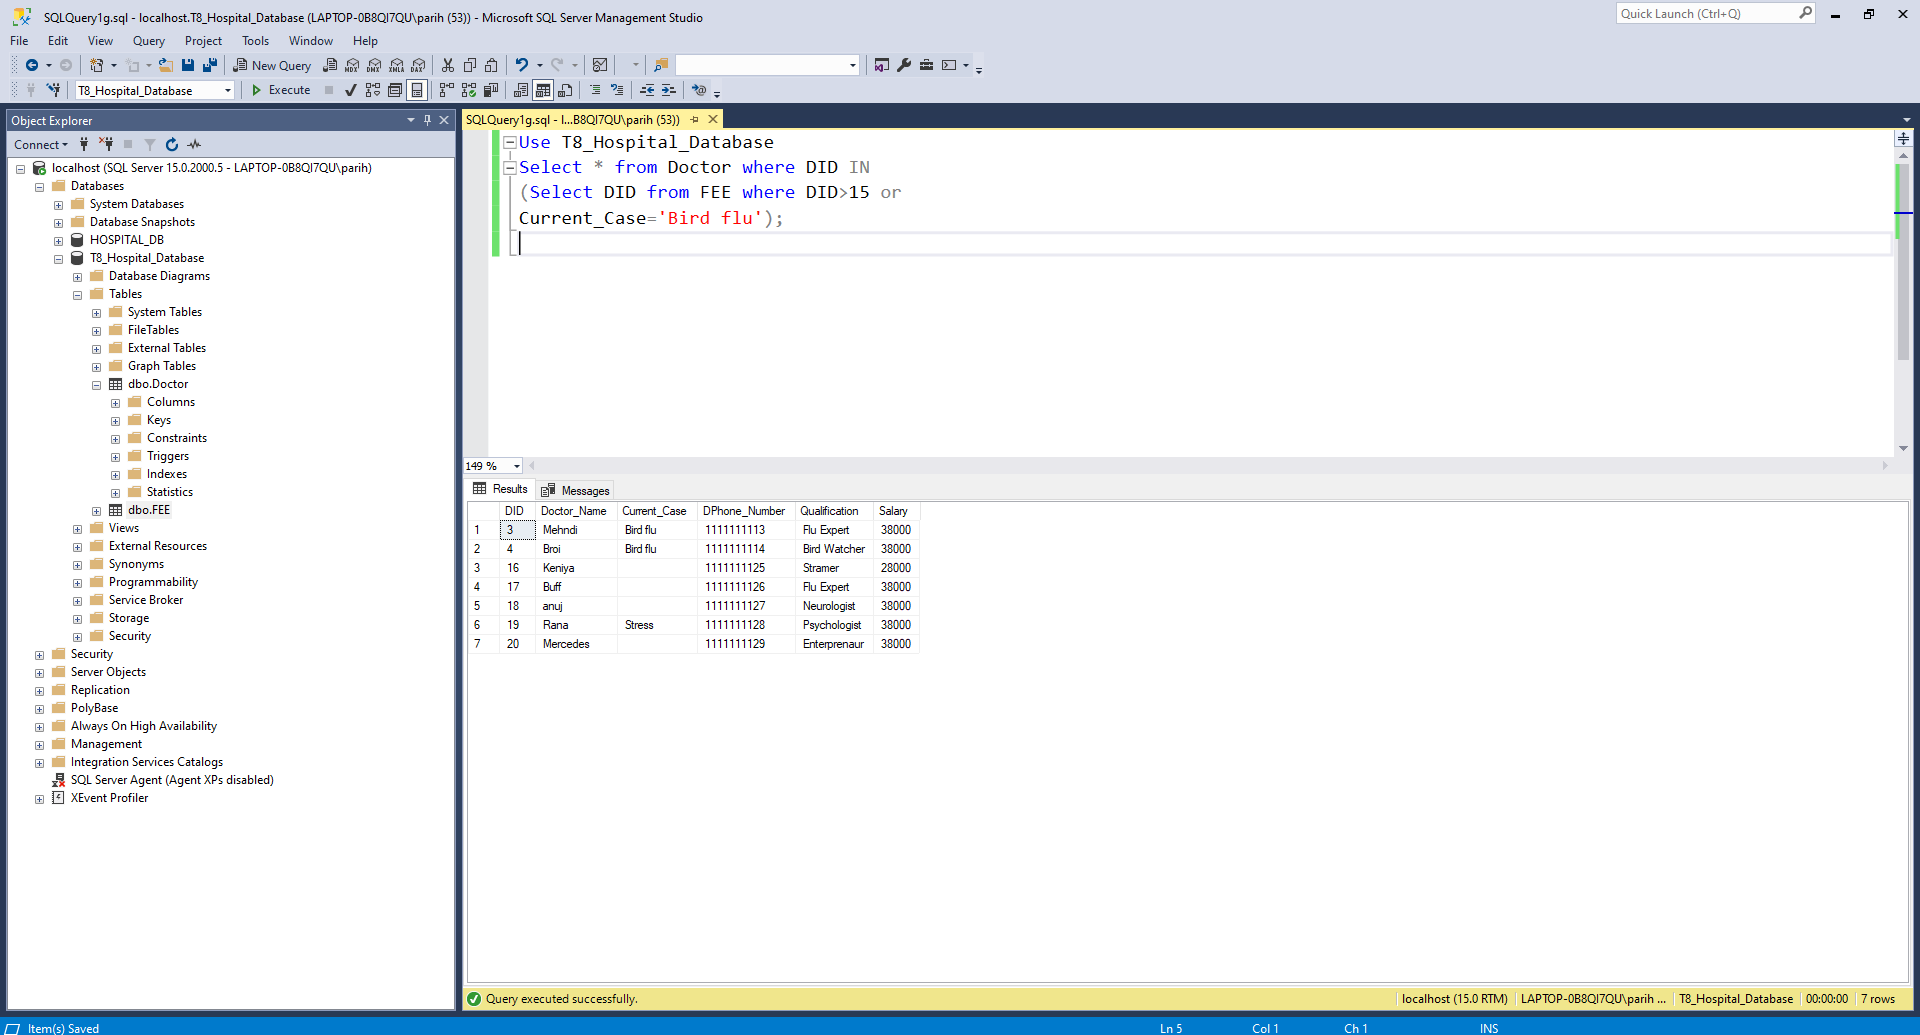 SQLQuery1g.sql - localhost.T8_Hospital_Database (LAPTOP-0B8QI7QU\parih (53)) - Microsoft SQL Server Management Studio
Quick Launch (Ctrl+Q)
File Edit View Query Project Tools Window Help
New Query
T8_Hospital_Database Execute
Object Explorer
Connect
localhost (SQL Server 15.0.2000.5 - LAPTOP-0B8QI7QU\parih)
Databases
System Databases
Database Snapshots
HOSPITAL_DB
T8_Hospital_Database
Database Diagrams
Tables
System Tables
FileTables
External Tables
Graph Tables
dbo.Doctor
Columns
Keys
Constraints
Triggers
Indexes
Statistics
dbo.FEE
Views
External Resources
Synonyms
Programmability
Service Broker
Storage
Security
Security
Server Objects
Replication
PolyBase
Always On High Availability
Management
Integration Services Catalogs
SQL Server Agent (Agent XPs disabled)
XEvent Profiler
SQLQuery1g.sql - l...B8QI7QU\parih (53))
Use T8_Hospital_Database
Select * from Doctor where DID IN
(Select DID from FEE where DID>15 or
Current_Case='Bird flu');
149 %
Results Messages
DID Doctor_Name Current_Case DPhone_Number Qualification Salary
1 3 Mehndi Bird flu 1111111113 Flu Expert 38000
2 4 Broi Bird flu 1111111114 Bird Watcher 38000
3 16 Keniya 1111111125 Stramer 28000
4 17 Buff 1111111126 Flu Expert 38000
5 18 anuj 1111111127 Neurologist 38000
6 19 Rana Stress 1111111128 Psychologist 38000
7 20 Mercedes 1111111129 Enterprenaur 38000
Query executed successfully. localhost (15.0 RTM) LAPTOP-0B8QI7QU\parih ... T8_Hospital_Database 00:00:00 7 rows
Item(s) Saved Ln 5 Col 1 Ch 1 INS